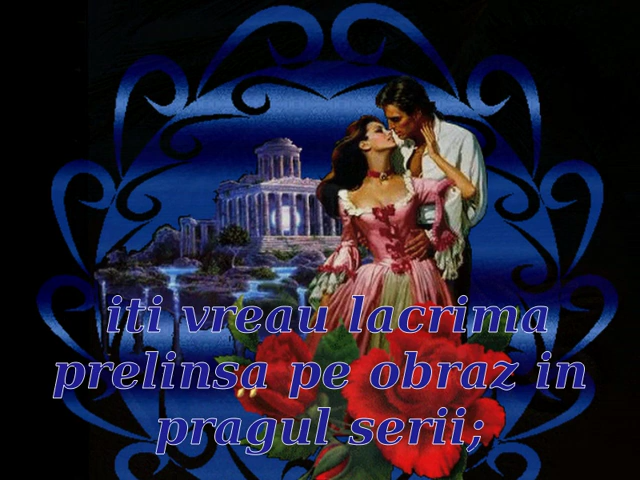 iti vreau lacrima
prelinsa pe obraz in
pragul serii;